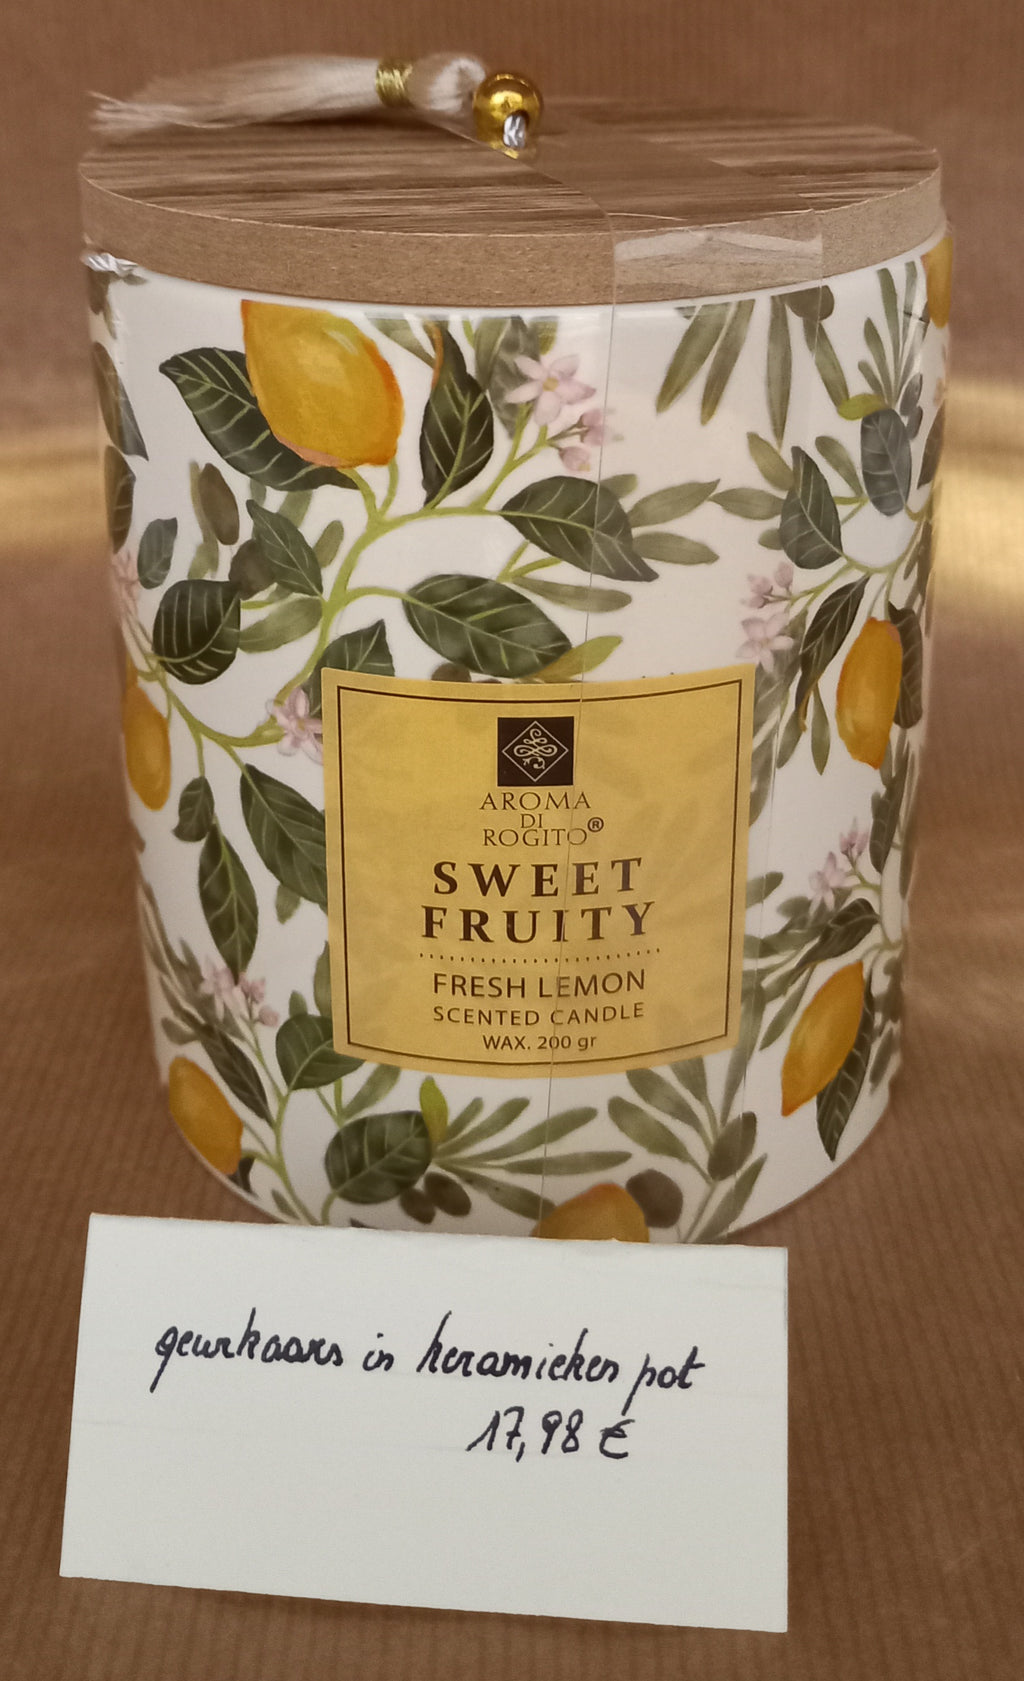 AROMA
DI
ROGITO®
SWEET
FRUITY
FRESH LEMON
SCENTED CANDLE
WAX. 200 gr
geurkaars in keramieken pot
17,98 €